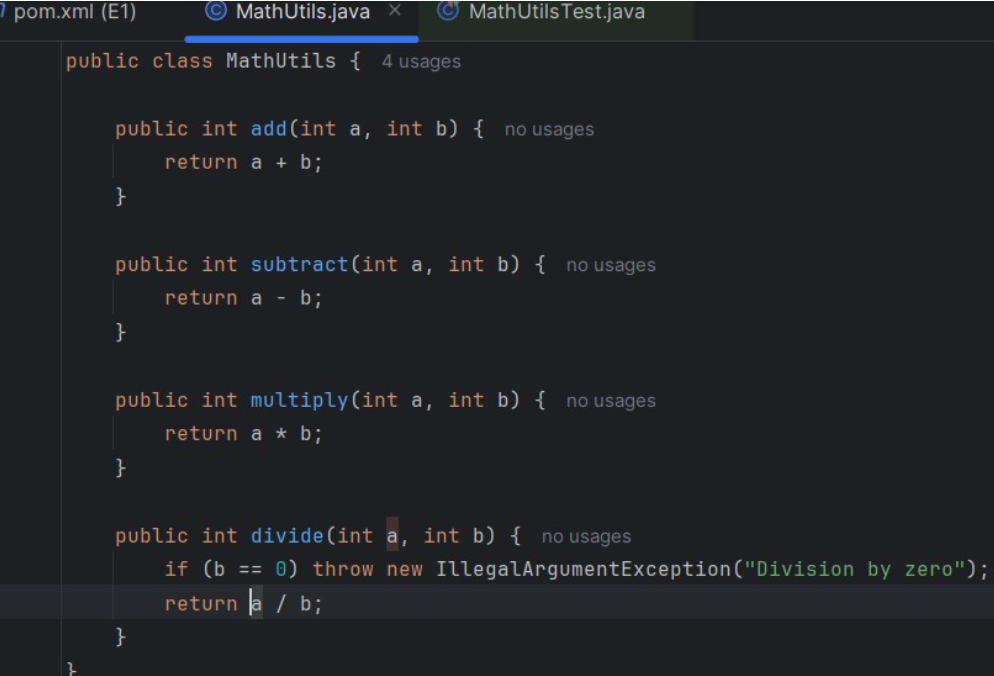 pom.xml (E1)
MathUtils.java
MathUtilsTest.java
public class MathUtils { 4 usages
public int add(int a, int b) { no usages
return a + b;
}
public int subtract(int a, int b) { no usages
return a - b;
}
public int multiply(int a, int b) { no usages
return a * b;
}
public int divide(int a, int b) { no usages
if (b == 0) throw new IllegalArgumentException("Division by zero");
return a / b;
}
}